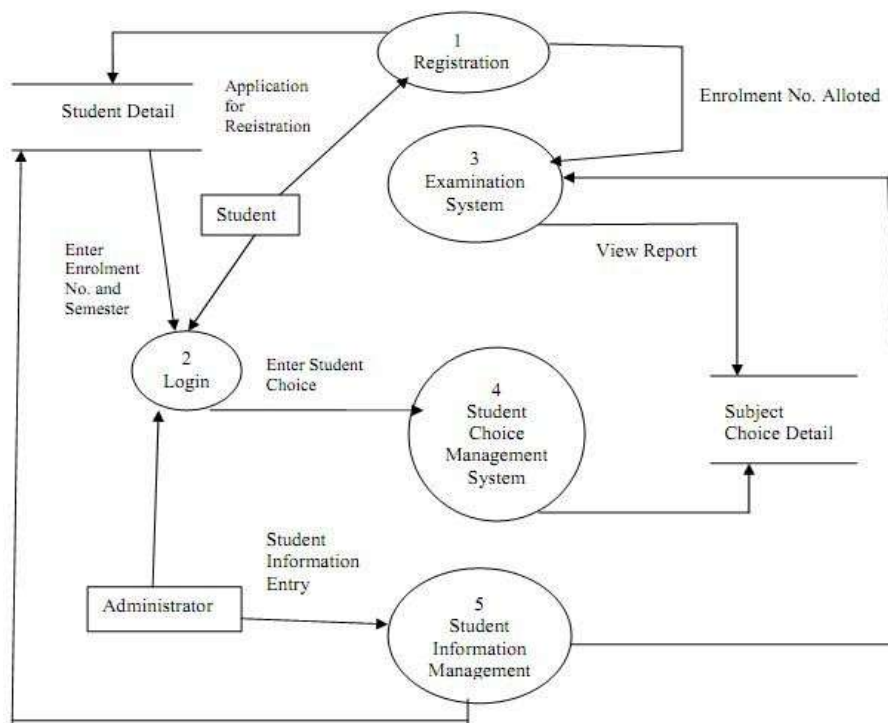 1
Registration
Application
for
Registration
Student Detail
Enrolment No. Alloted
3
Examination
System
Student
View Report
Enter
Enrolment
No. and
Semester
2
Login
Enter Student
Choice
4
Student
Choice
Management
System
Subject
Choice Detail
Student
Information
Entry
Administrator
5
Student
Information
Management